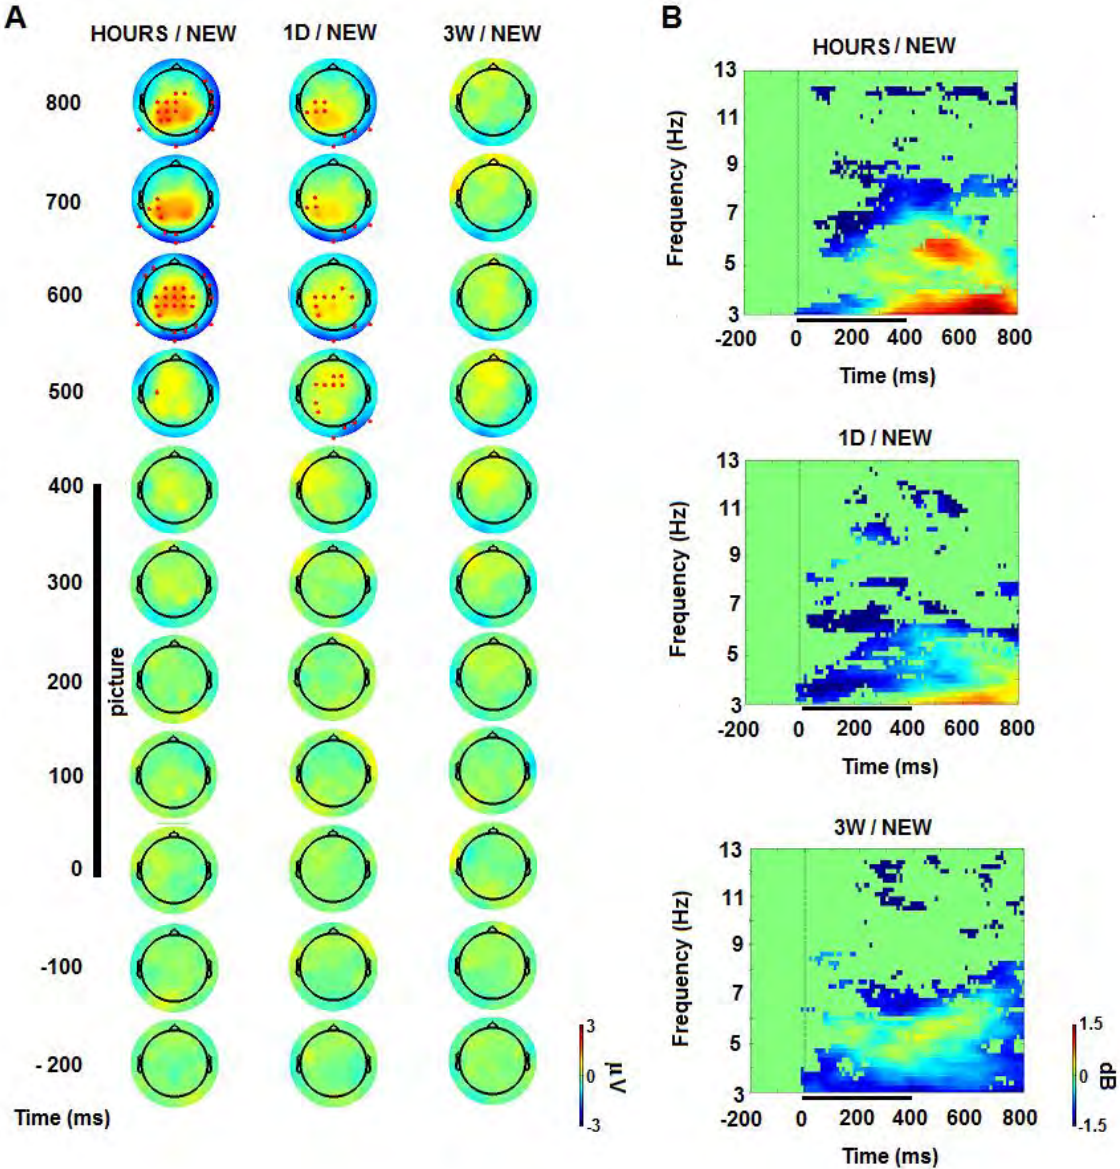 A
HOURS / NEW 1D / NEW 3W / NEW
800
700
600
500
400
300
200
100
0
-100
- 200
Time (ms)
picture
3
0
-3
µV
B
HOURS / NEW
13
11
9
7
5
3
Frequency (Hz)
-200 0 200 400 600 800
Time (ms)
1D / NEW
13
11
9
7
5
3
Frequency (Hz)
-200 0 200 400 600 800
Time (ms)
3W / NEW
13
11
9
7
5
3
Frequency (Hz)
-200 0 200 400 600 800
Time (ms)
1.5
0
-1.5
dB